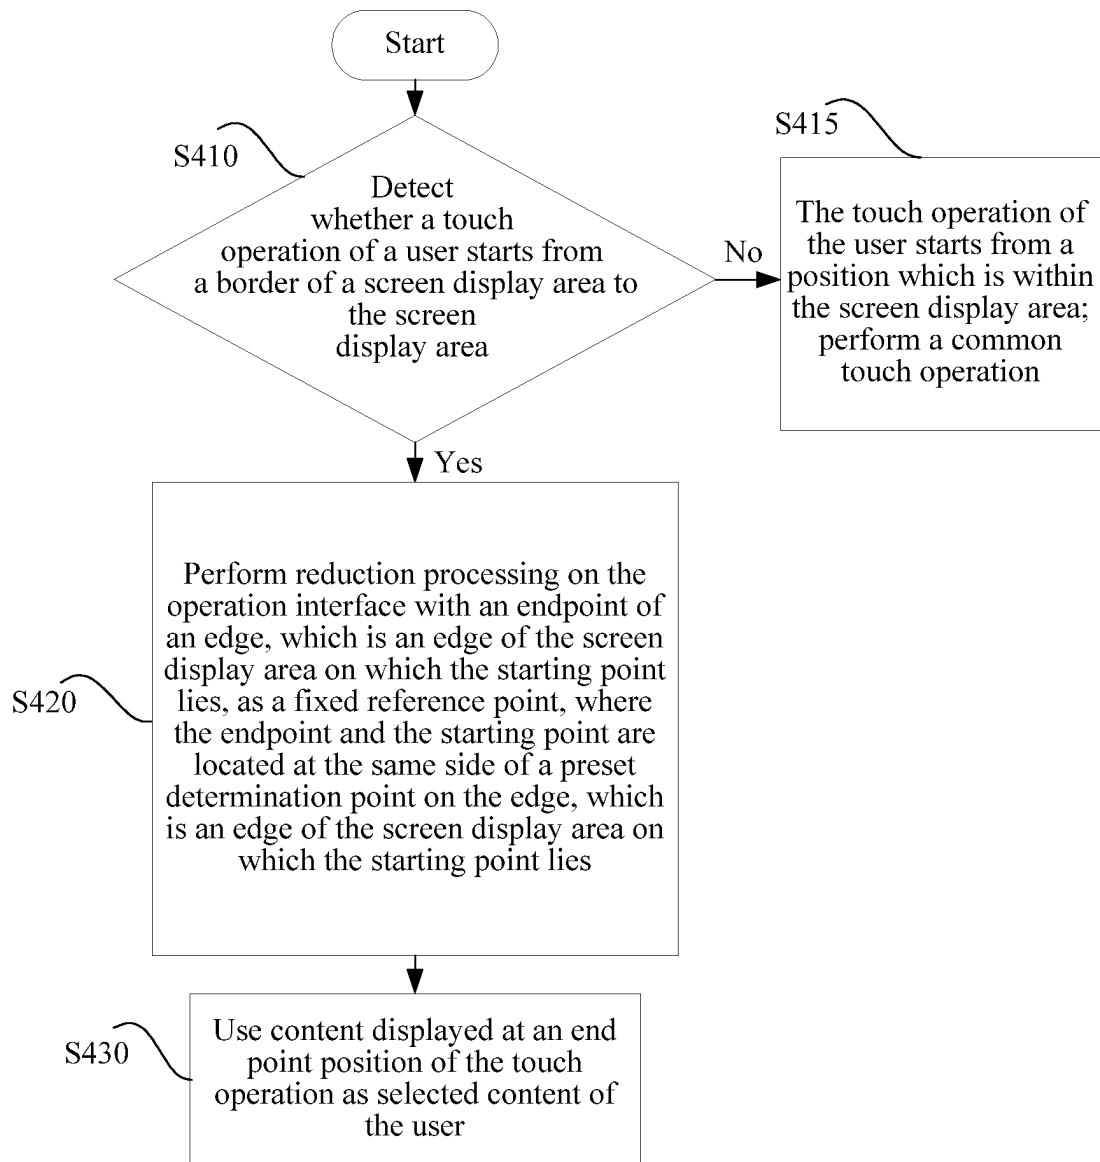 Start
S410
Detect
whether a touch
operation of a user starts from
a border of a screen display area to
the screen
display area
No
S415
The touch operation of
the user starts from a
position which is within
the screen display area;
perform a common
touch operation
Yes
S420
Perform reduction processing on the
operation interface with an endpoint of
an edge, which is an edge of the screen
display area on which the starting point
lies, as a fixed reference point, where
the endpoint and the starting point are
located at the same side of a preset
determination point on the edge, which
is an edge of the screen display area on
which the starting point lies
S430
Use content displayed at an end
point position of the touch
operation as selected content of
the user